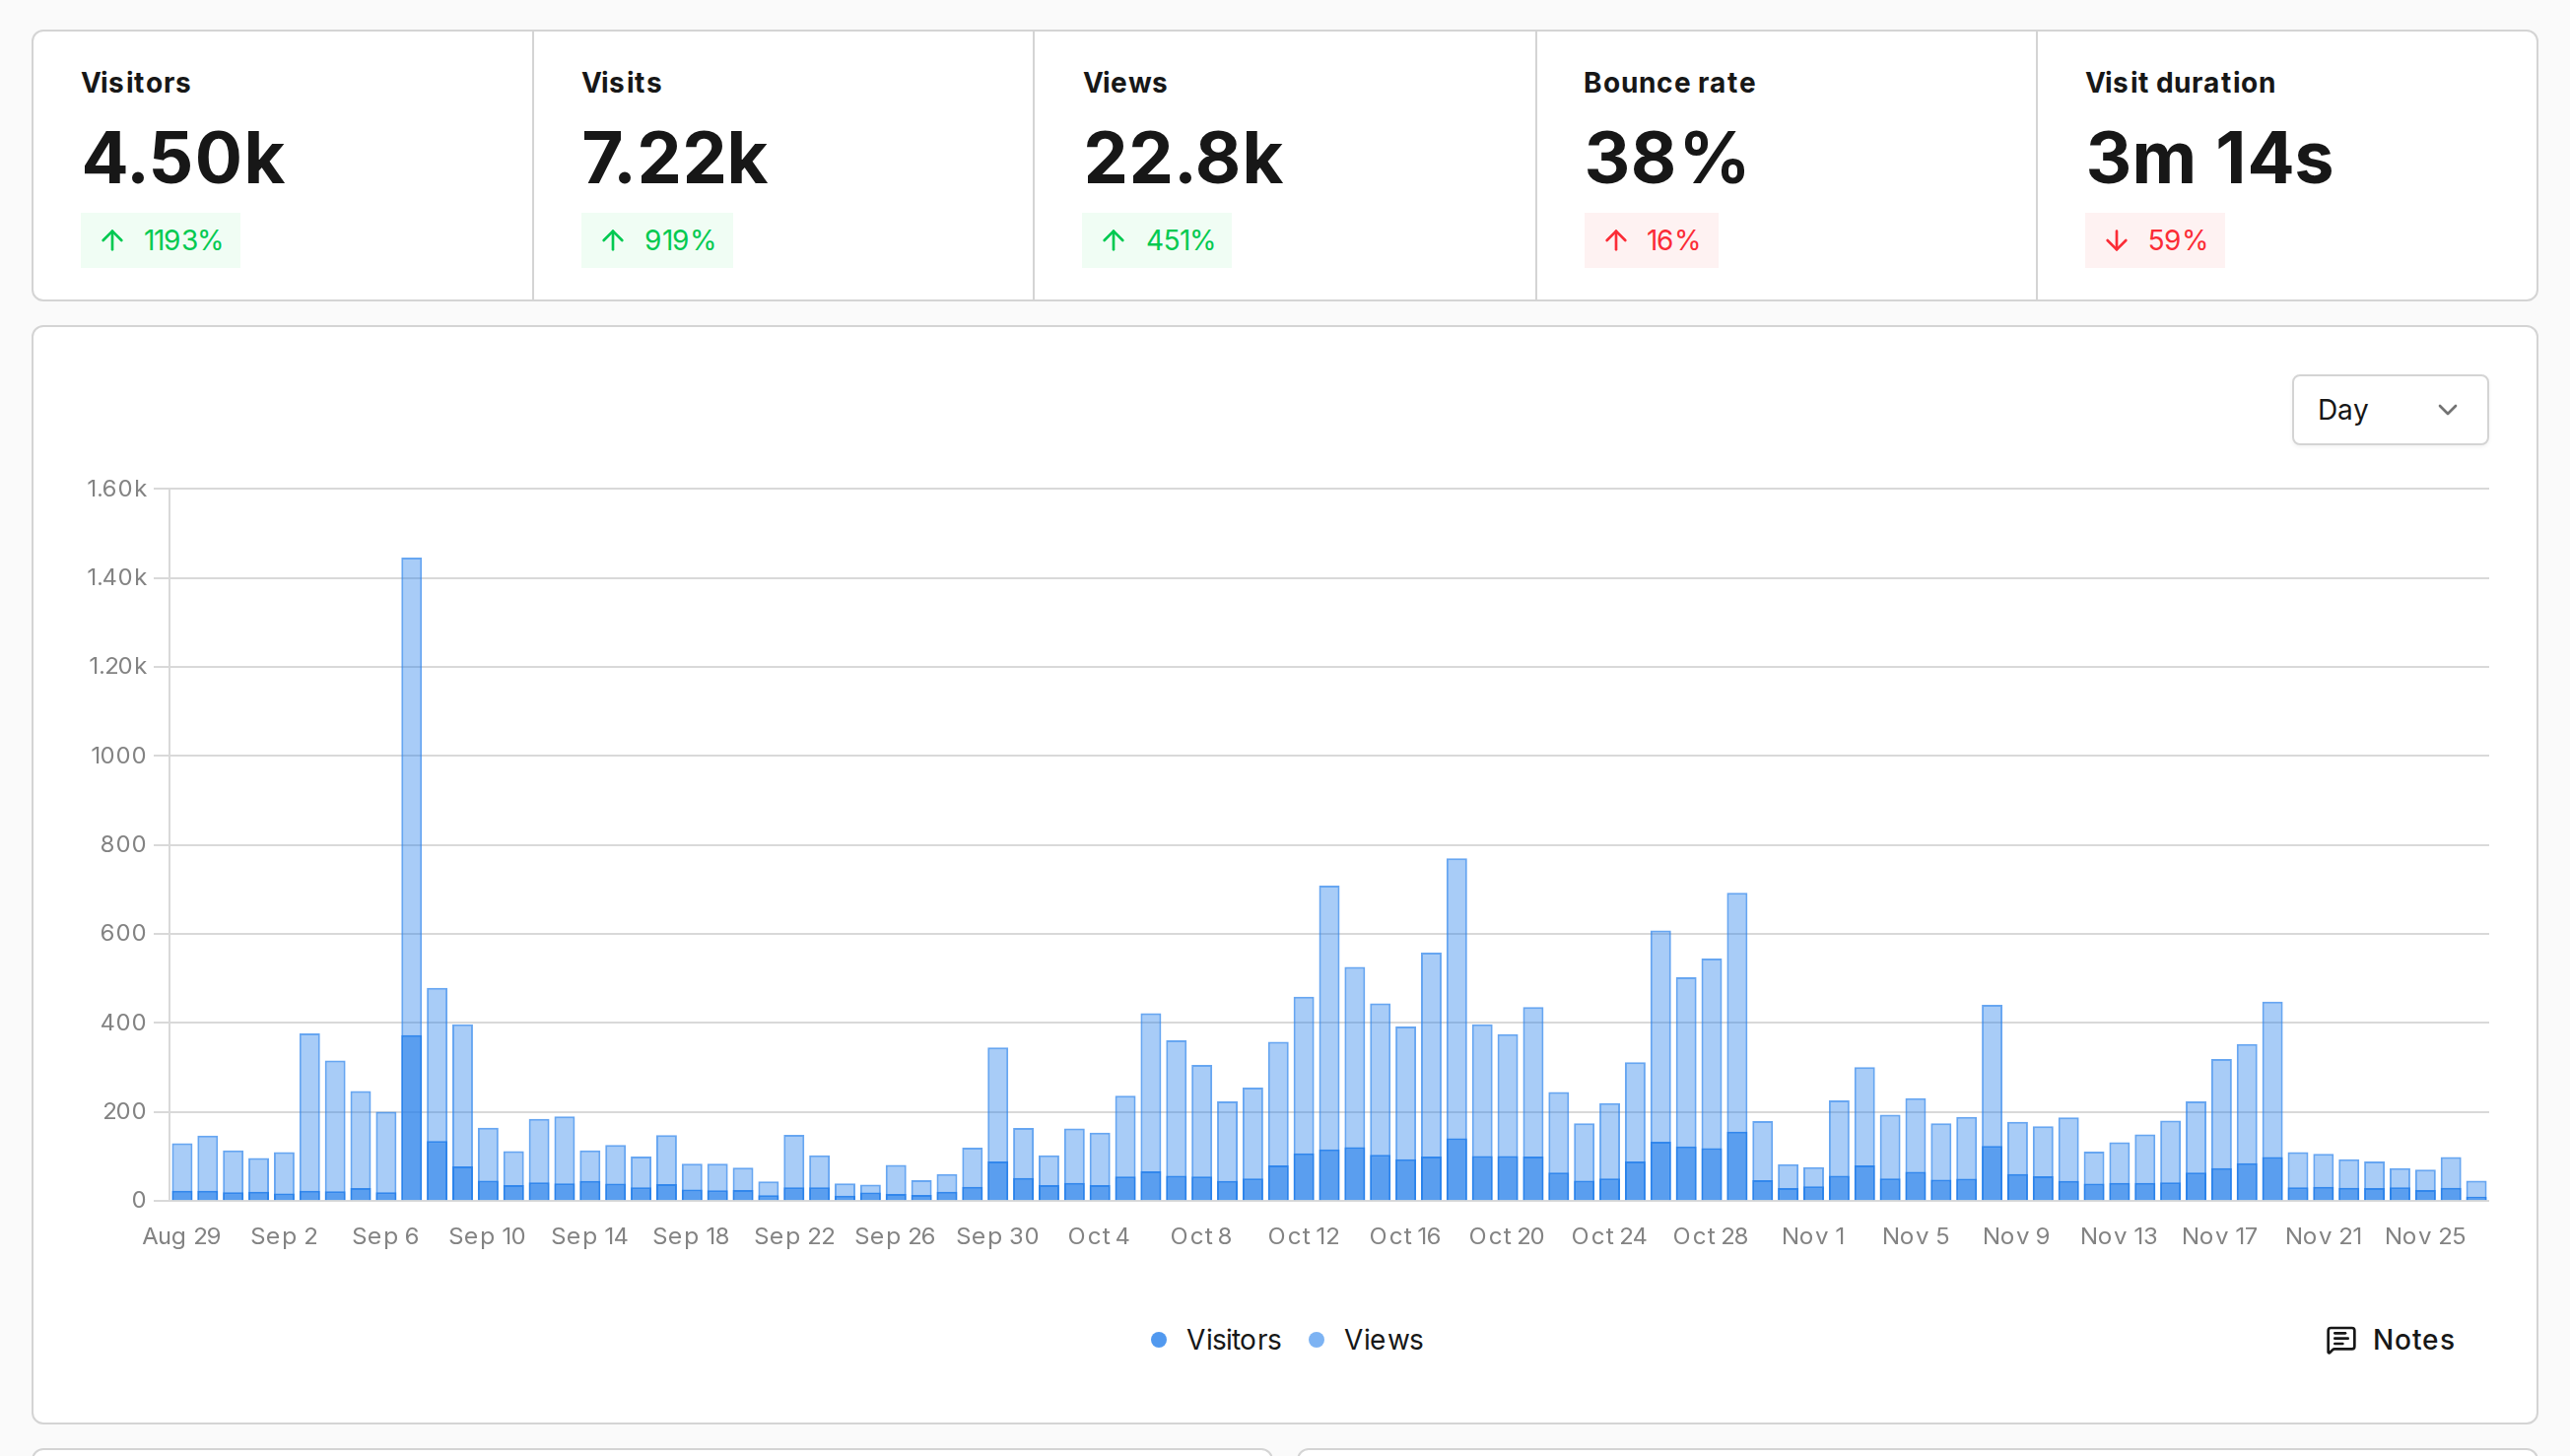 Visitors
4.50k
↑ 1193%
Visits
7.22k
↑ 919%
Views
22.8k
↑ 451%
Bounce rate
38%
↑ 16%
Visit duration
3m 14s
↓ 59%
Day
1.60k
1.40k
1.20k
1000
800
600
400
200
0
Aug 29 Sep 2 Sep 6 Sep 10 Sep 14 Sep 18 Sep 22 Sep 26 Sep 30 Oct 4 Oct 8 Oct 12 Oct 16 Oct 20 Oct 24 Oct 28 Nov 1 Nov 5 Nov 9 Nov 13 Nov 17 Nov 21 Nov 25
Visitors Views
Notes